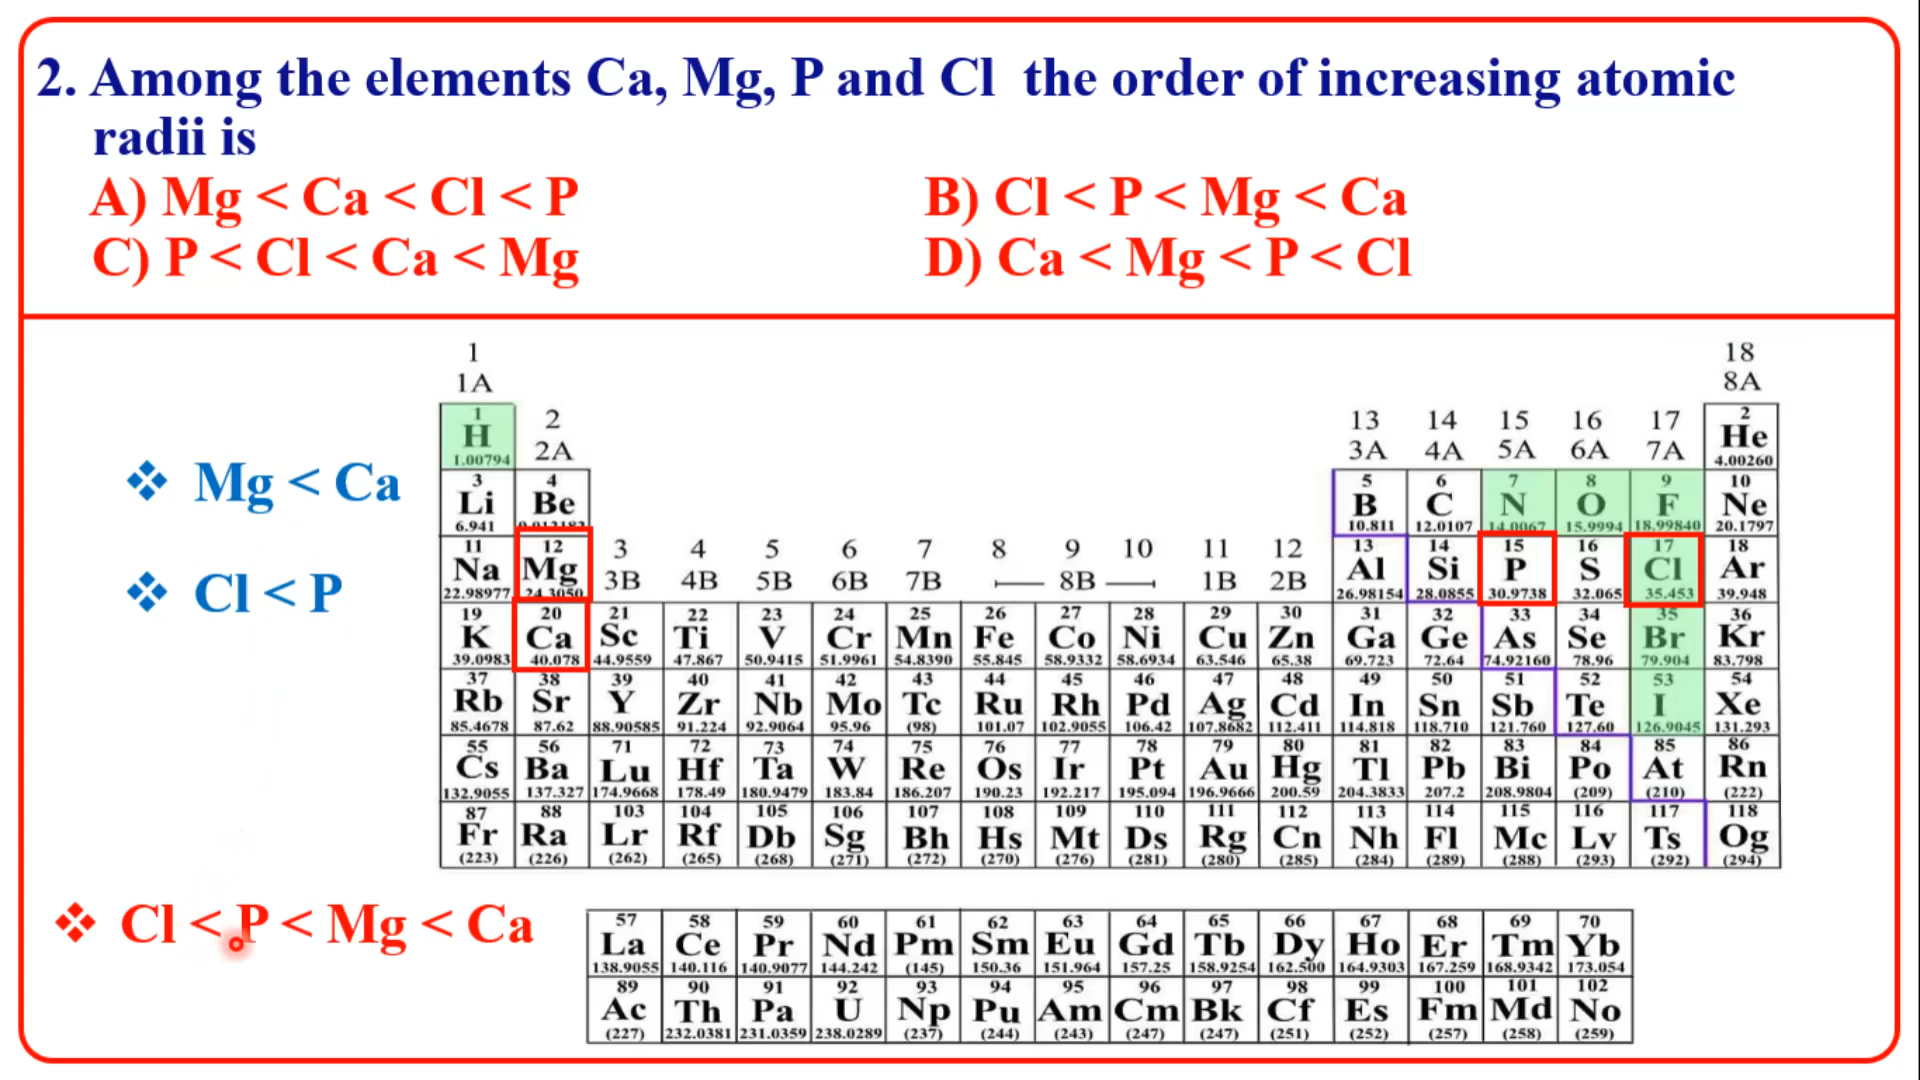 2. Among the elements Ca, Mg, P and Cl the order of increasing atomic
radii is
A) Mg < Ca < Cl < P B) Cl < P < Mg < Ca
C) P < Cl < Ca < Mg D) Ca < Mg < P < Cl
1 18
1A 8A
1 2 13 14 15 16 17 2
H 2A 3A 4A 5A 6A 7A He
1.00794 4.00260
❖ Mg < Ca
3 4 5 6 7 8 9 10
Li Be B C N O F Ne
6.941 9.012182 10.811 12.0107 14.0067 15.9994 18.99840 20.1797
11 12 3 4 5 6 7 8 9 10 11 12 13 14 15 16 17 18
Na Mg 3B 4B 5B 6B 7B 8B 1B 2B Al Si P S Cl Ar
22.98977 24.3050 26.98154 28.0855 30.9738 32.065 35.453 39.948
❖ Cl < P
19 20 21 22 23 24 25 26 27 28 29 30 31 32 33 34 35 36
K Ca Sc Ti V Cr Mn Fe Co Ni Cu Zn Ga Ge As Se Br Kr
39.0983 40.078 44.9559 47.867 50.9415 51.9961 54.8390 55.845 58.9332 58.6934 63.546 65.38 69.723 72.64 74.92160 78.96 79.904 83.798
37 38 39 40 41 42 43 44 45 46 47 48 49 50 51 52 53 54
Rb Sr Y Zr Nb Mo Tc Ru Rh Pd Ag Cd In Sn Sb Te I Xe
85.4678 87.62 88.90585 91.224 92.9064 95.96 (98) 101.07 102.9055 106.42 107.8682 112.411 114.818 118.710 121.760 127.60 126.9045 131.293
55 56 71 72 73 74 75 76 77 78 79 80 81 82 83 84 85 86
Cs Ba Lu Hf Ta W Re Os Ir Pt Au Hg Tl Pb Bi Po At Rn
132.9055 137.327 174.9668 178.49 180.9479 183.84 186.207 190.23 192.217 195.094 196.9666 200.59 204.3833 207.2 208.9804 (209) (210) (222)
87 88 103 104 105 106 107 108 109 110 111 112 113 114 115 116 117 118
Fr Ra Lr Rf Db Sg Bh Hs Mt Ds Rg Cn Nh Fl Mc Lv Ts Og
(223) (226) (262) (265) (268) (271) (272) (270) (276) (281) (280) (285) (284) (289) (288) (293) (292) (294)
❖ Cl < P < Mg < Ca
57 58 59 60 61 62 63 64 65 66 67 68 69 70
La Ce Pr Nd Pm Sm Eu Gd Tb Dy Ho Er Tm Yb
138.9055 140.116 140.9077 144.242 (145) 150.36 151.964 157.25 158.9254 162.500 164.9303 167.259 168.9342 173.054
89 90 91 92 93 94 95 96 97 98 99 100 101 102
Ac Th Pa U Np Pu Am Cm Bk Cf Es Fm Md No
(227) 232.0381 231.0359 238.0289 (237) (244) (243) (247) (247) (251) (252) (257) (258) (259)